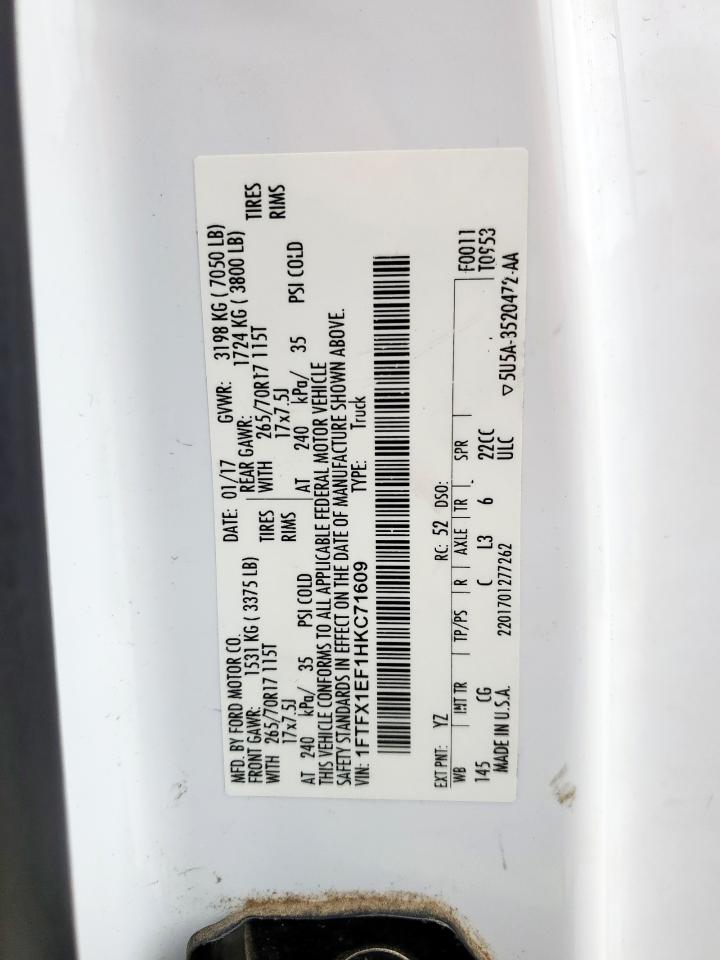 MFD. BY FORD MOTOR CO.
DATE: 01/17 GVWR: 3198 KG ( 7050 LB)
FRONT GAWR: 1531 KG ( 3375 LB)
REAR GAWR: 1724 KG ( 3800 LB)
WITH 265/70R17 115T TIRES
WITH 265/70R17 115T TIRES
17x7.5J RIMS
17x7.5J RIMS
AT 240 kPa/ 35 PSI COLD
AT 240 kPa/ 35 PSI COLD
THIS VEHICLE CONFORMS TO ALL APPLICABLE FEDERAL MOTOR VEHICLE
SAFETY STANDARDS IN EFFECT ON THE DATE OF MANUFACTURE SHOWN ABOVE.
VIN: 1FTFX1EF1HKC71609 TYPE: Truck
EXT PNT: YZ RC: 52 DSO:
WB INT TR TP/PS R AXLE TR SPR F0011
145 CG C L3 6 22CC T0553
MADE IN U.S.A. 2201701277262 ULC ▽5U5A-3520472-AA